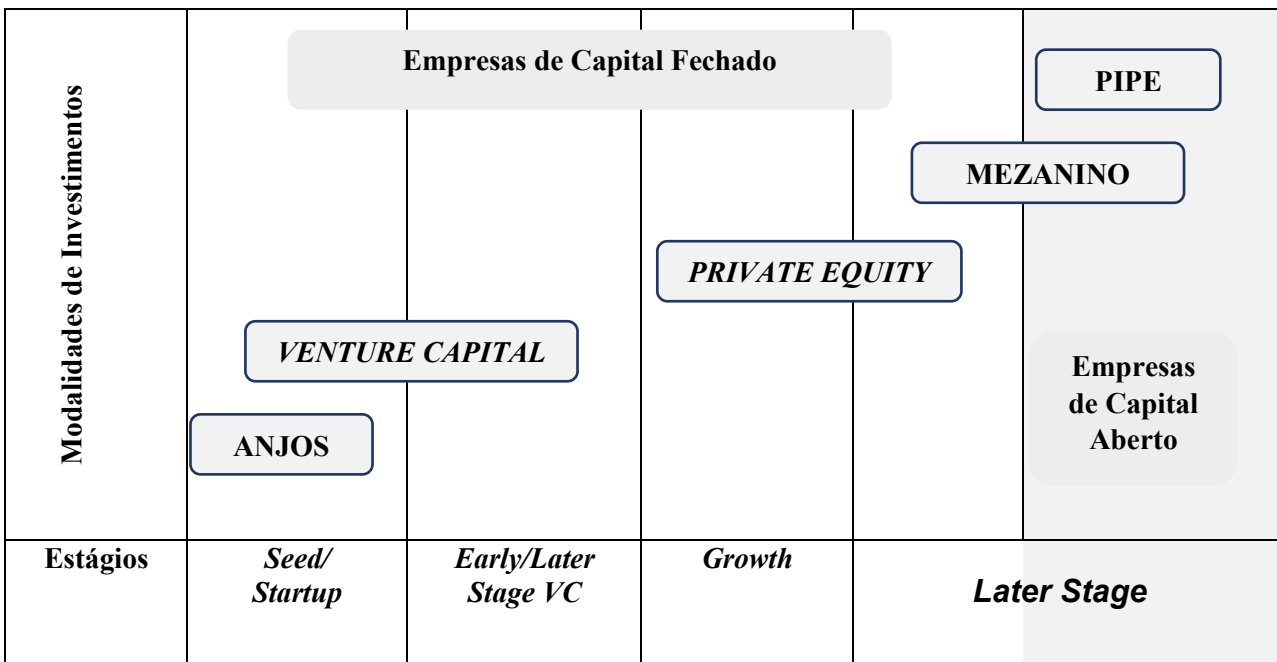 Modalidades de Investimentos
Empresas de Capital Fechado
PIPE
MEZANINO
PRIVATE EQUITY
VENTURE CAPITAL
ANJOS
Empresas
de Capital
Aberto
Estágios
Seed/
Startup
Early/Later
Stage VC
Growth
Later Stage